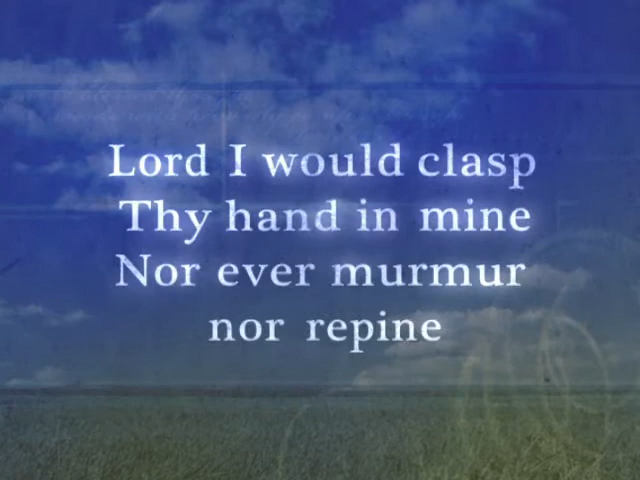 Lord I would clasp
Thy hand in mine
Nor ever murmur
nor repine